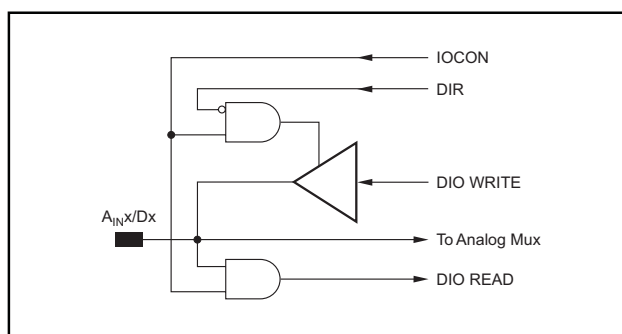 IOCON
DIR
DIO WRITE
AINx/Dx
To Analog Mux
DIO READ